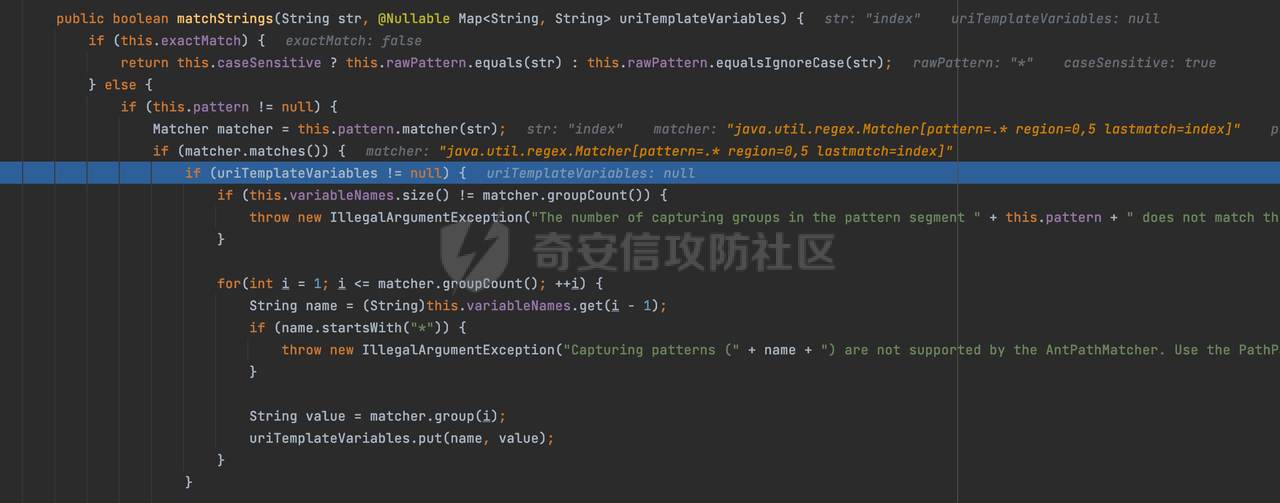 public boolean matchStrings(String str, @Nullable Map<String, String> uriTemplateVariables) {   str: "index"    uriTemplateVariables: null
if (this.exactMatch) {   exactMatch: false
return this.caseSensitive ? this.rawPattern.equals(str) : this.rawPattern.equalsIgnoreCase(str);   rawPattern: "*"    caseSensitive: true
} else {
if (this.pattern != null) {
Matcher matcher = this.pattern.matcher(str);   str: "index"    matcher: "java.util.regex.Matcher[pattern=.* region=0,5 lastmatch=index]"    p
if (matcher.matches()) {   matcher: "java.util.regex.Matcher[pattern=.* region=0,5 lastmatch=index]"
if (uriTemplateVariables != null) {   uriTemplateVariables: null
if (this.variableNames.size() != matcher.groupCount()) {
throw new IllegalArgumentException("The number of capturing groups in the pattern segment " + this.pattern + " does not match th
}
奇安信攻防社区
for(int i = 1; i <= matcher.groupCount(); ++i) {
String name = (String)this.variableNames.get(i - 1);
if (name.startsWith("*")) {
throw new IllegalArgumentException("Capturing patterns (" + name + ") are not supported by the AntPathMatcher. Use the PathP
}
String value = matcher.group(i);
uriTemplateVariables.put(name, value);
}
}